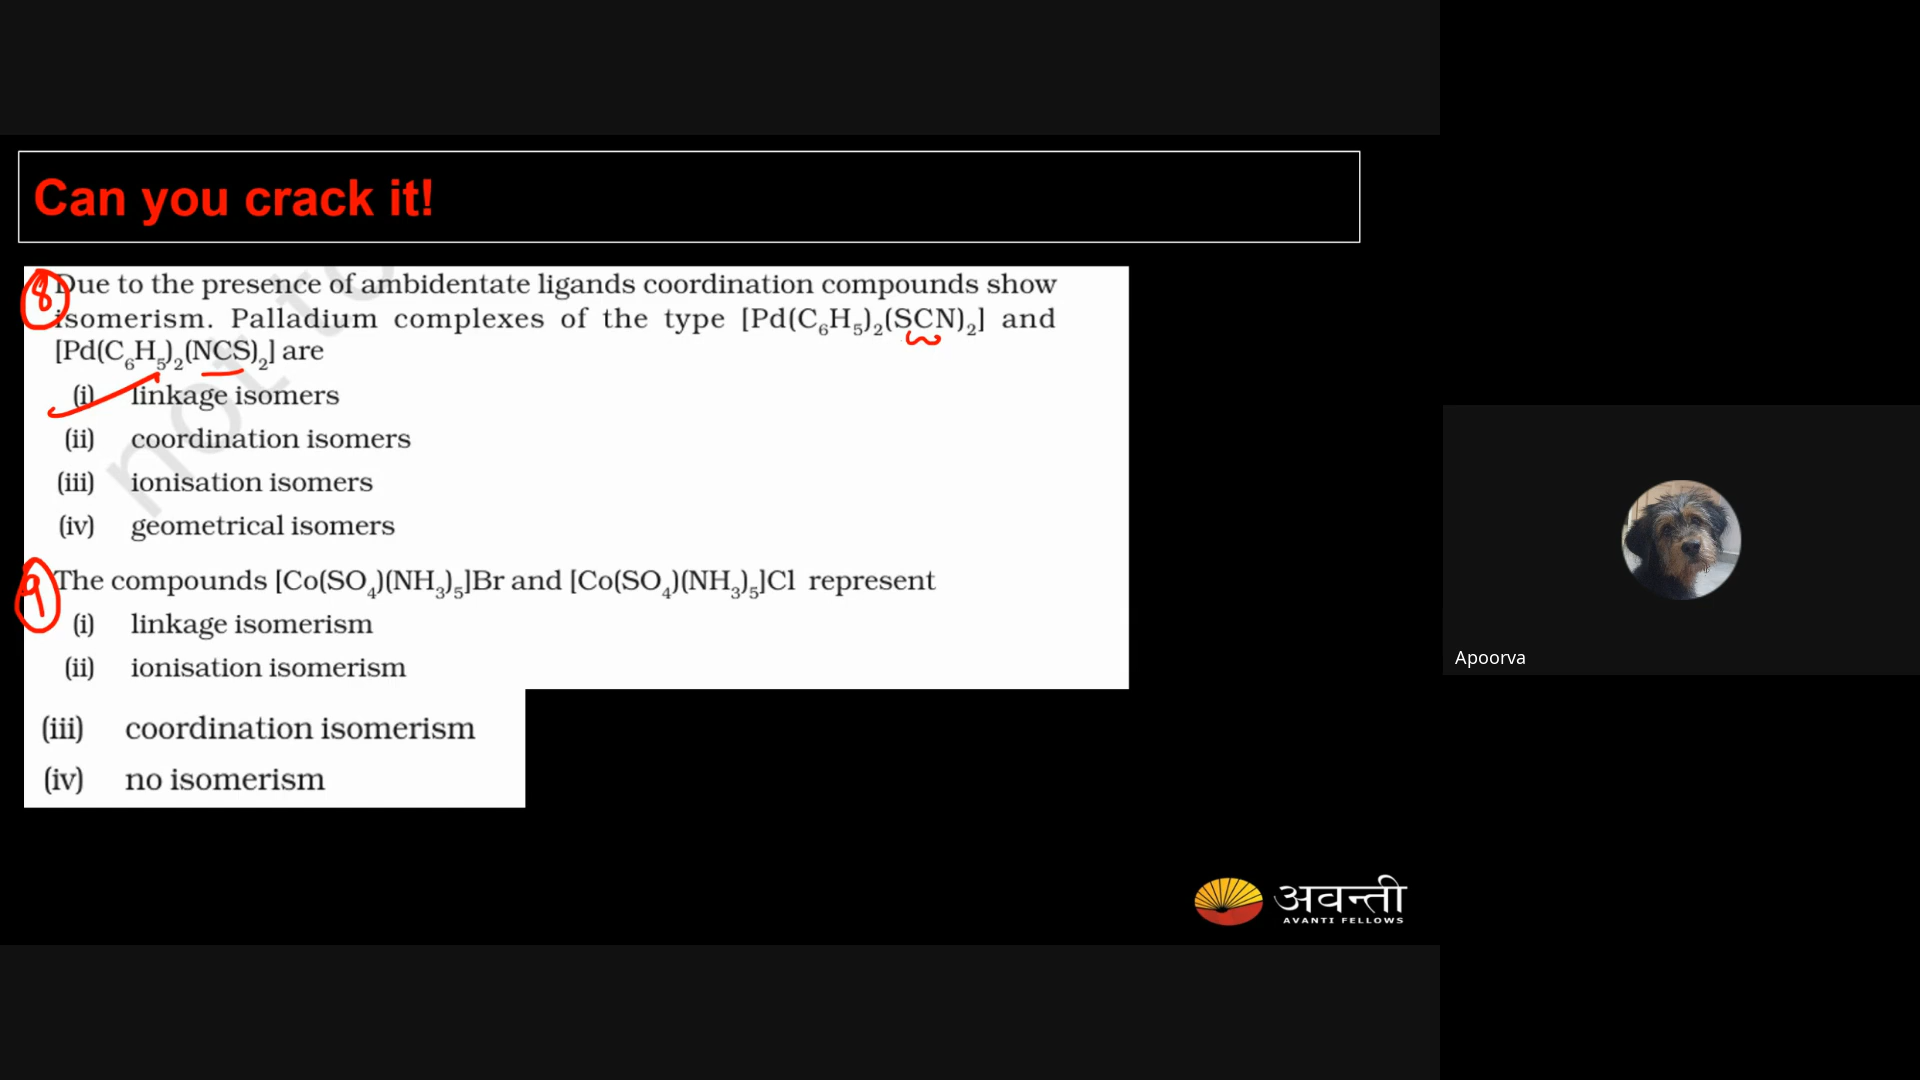 Can you crack it!
8 Due to the presence of ambidentate ligands coordination compounds show
isomerism. Palladium complexes of the type [Pd(C₆H₅)₂(SCN)₂] and
[Pd(C₆H₅)₂(NCS)₂] are
(i) linkage isomers
(ii) coordination isomers
(iii) ionisation isomers
(iv) geometrical isomers
9 The compounds [Co(SO₄)(NH₃)₅]Br and [Co(SO₄)(NH₃)₅]Cl represent
(i) linkage isomerism
(ii) ionisation isomerism
(iii) coordination isomerism
(iv) no isomerism
not to
अवन्ती
AVANTI FELLOWS
Apoorva